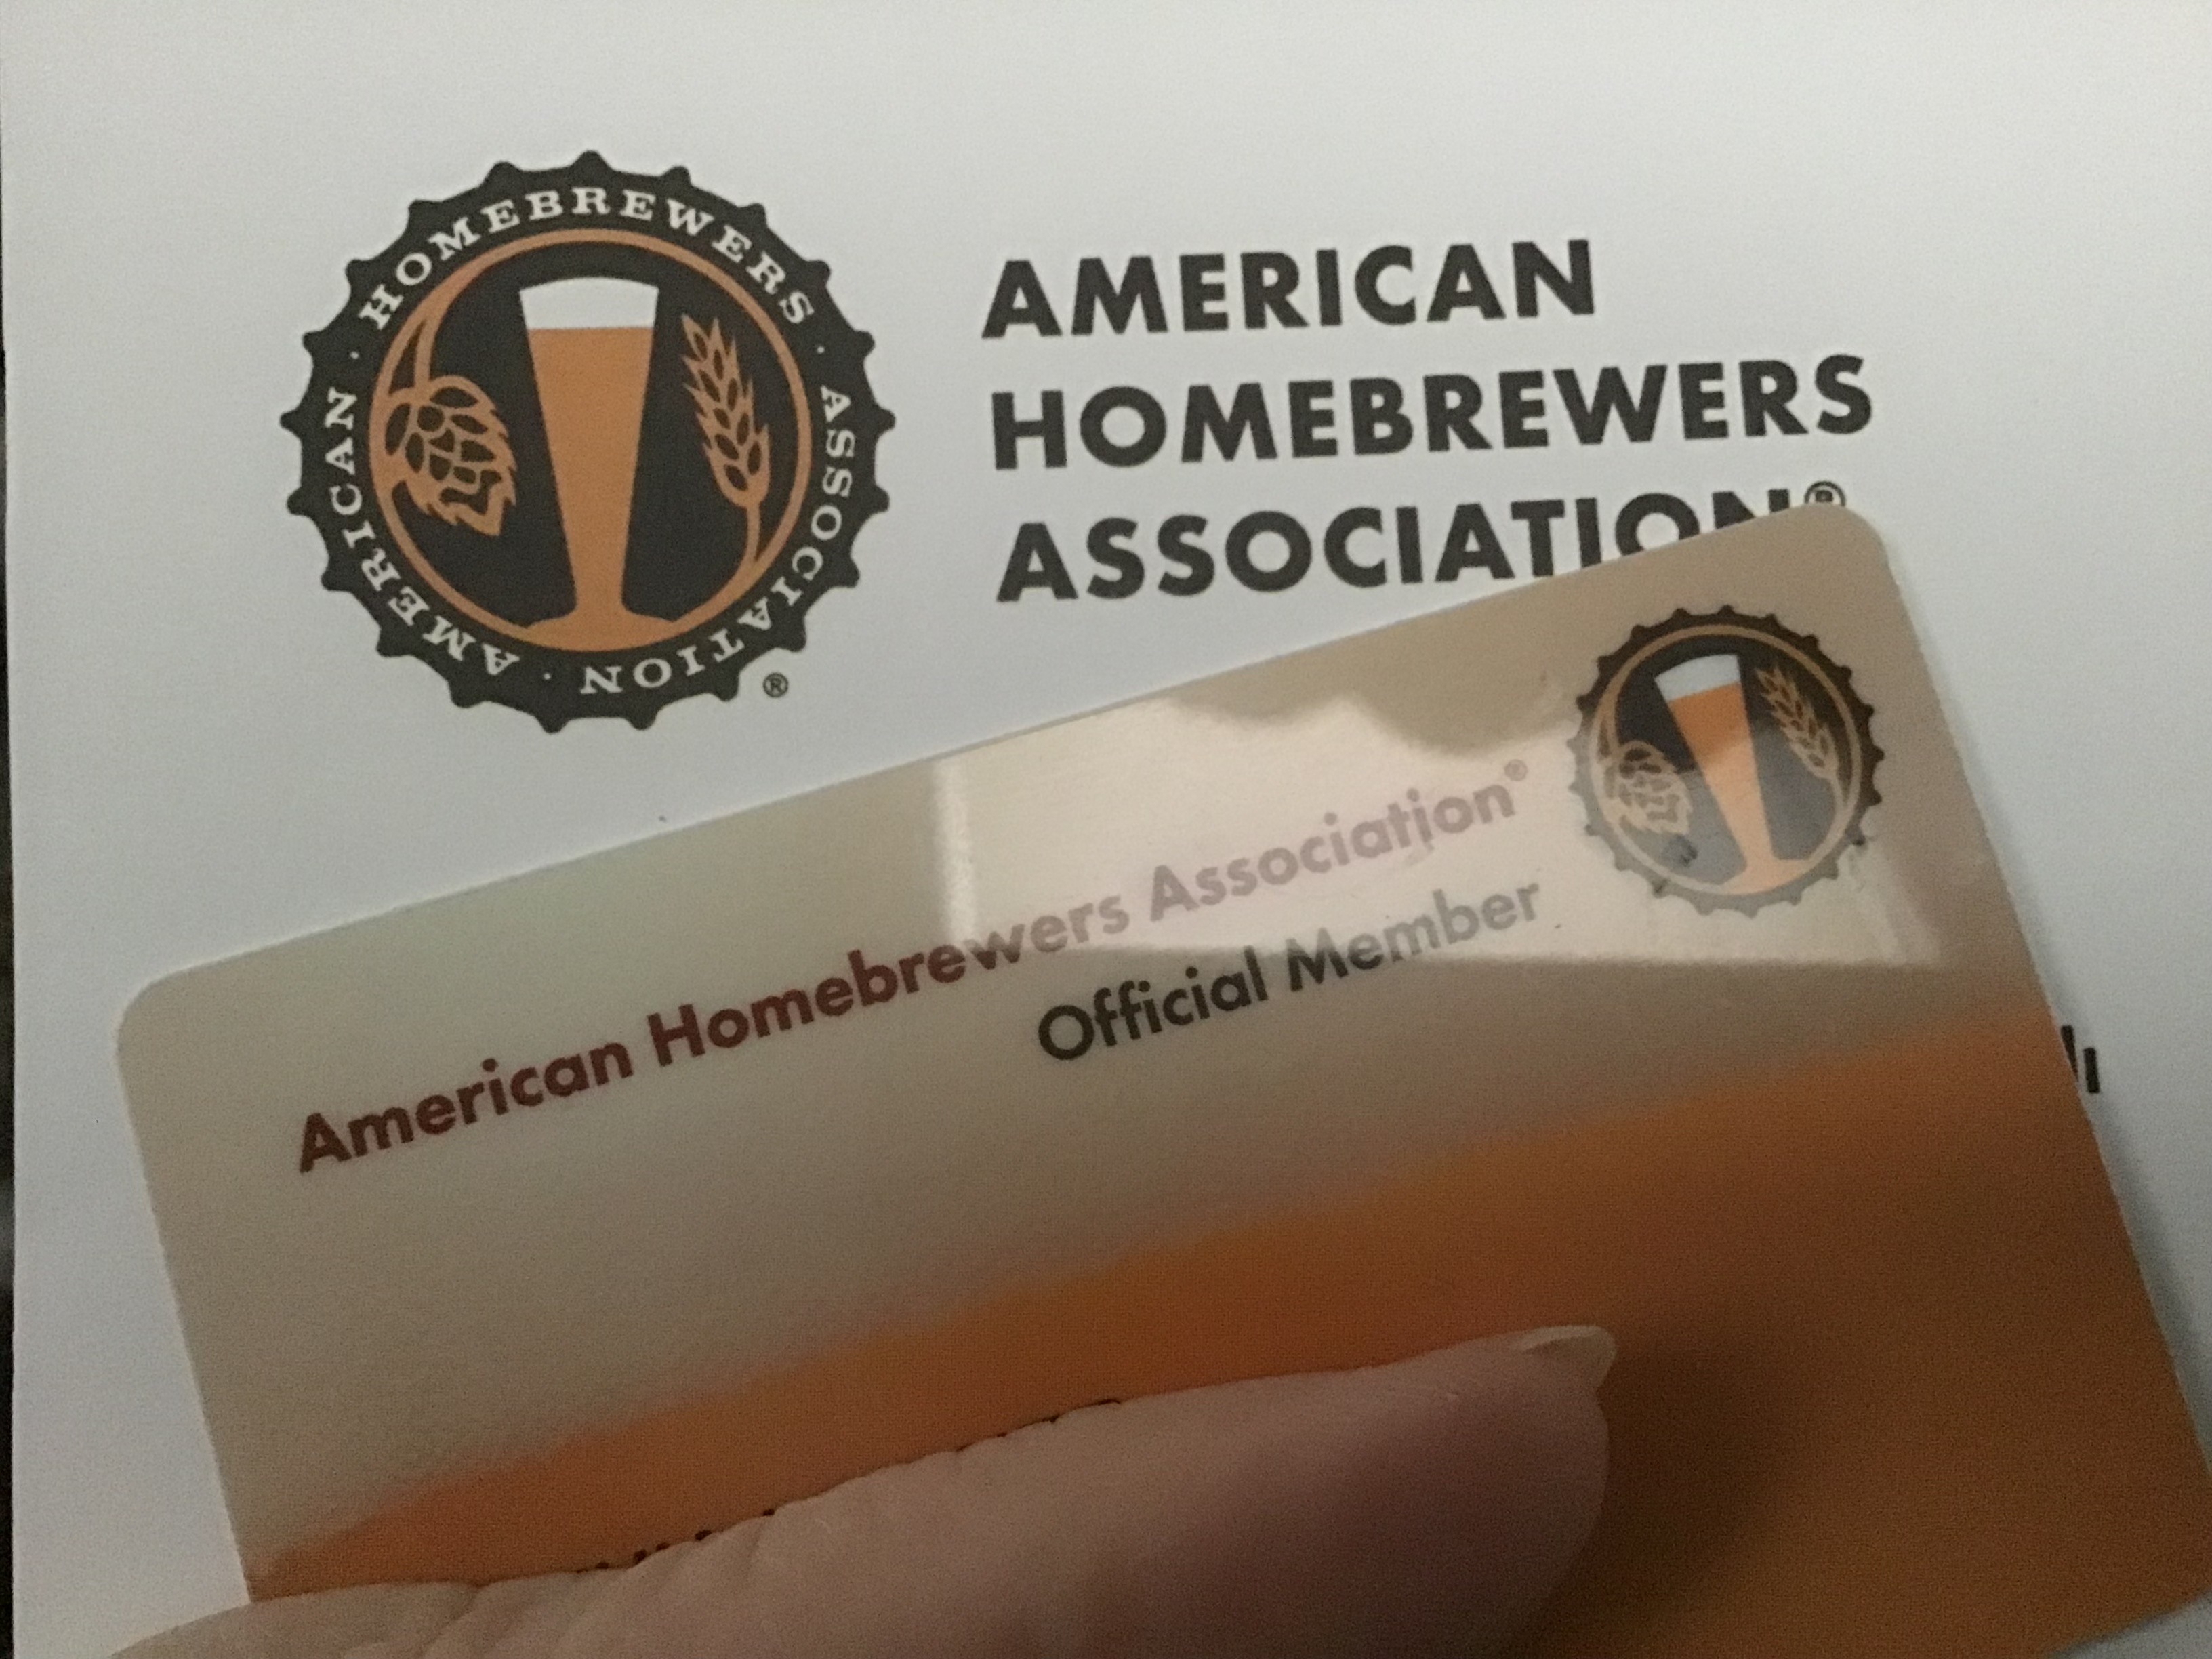 AMERICAN · HOMEBREWERS · ASSOCIATION ·
®
AMERICAN
HOMEBREWERS
ASSOCIATION®
American Homebrewers Association®
Official Member